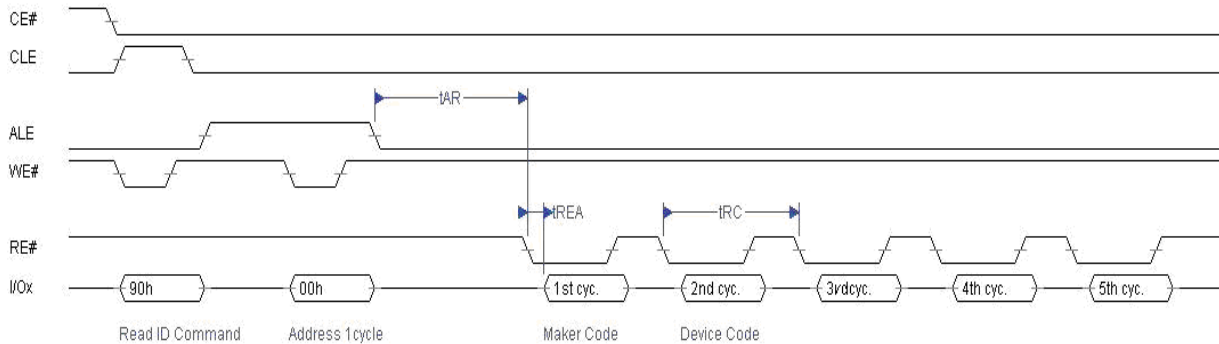 CE#
CLE
tAR
ALE
WE#
tREA
tRC
RE#
I/Ox
90h
00h
1st cyc.
2nd cyc.
3vdcyc.
4th cyc.
5th cyc.
Read ID Command
Address 1cycle
Maker Code
Device Code